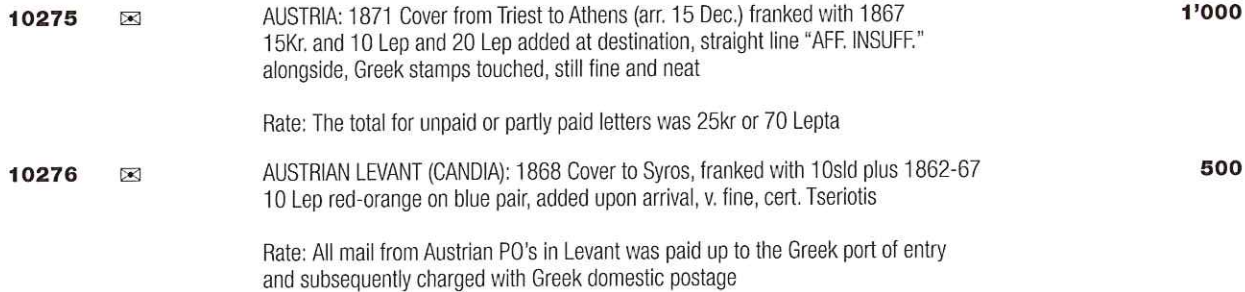 10275 ✉ AUSTRIA: 1871 Cover from Triest to Athens (arr. 15 Dec.) franked with 1867 1’000
15Kr. and 10 Lep and 20 Lep added at destination, straight line “AFF. INSUFF.”
alongside, Greek stamps touched, still fine and neat
Rate: The total for unpaid or partly paid letters was 25kr or 70 Lepta
10276 ✉ AUSTRIAN LEVANT (CANDIA): 1868 Cover to Syros, franked with 10sld plus 1862-67 500
10 Lep red-orange on blue pair, added upon arrival, v. fine, cert. Tseriotis
Rate: All mail from Austrian PO's in Levant was paid up to the Greek port of entry
and subsequently charged with Greek domestic postage